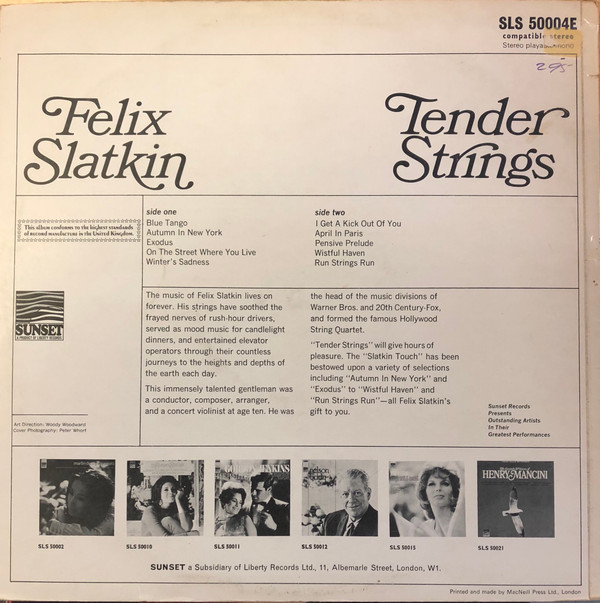 SLS 50004E
compatible stereo
Stereo playable mono
295
Felix
Slatkin
Tender
Strings
This album conforms to the highest standards
of record manufacture in the United Kingdom.
SUNSET
A PRODUCT OF LIBERTY RECORDS
side one
Blue Tango
Autumn In New York
Exodus
On The Street Where You Live
Winter's Sadness
side two
I Get A Kick Out Of You
April In Paris
Pensive Prelude
Wistful Haven
Run Strings Run
The music of Felix Slatkin lives on
forever. His strings have soothed the
frayed nerves of rush-hour drivers,
served as mood music for candlelight
dinners, and entertained elevator
operators through their countless
journeys to the heights and depths of
the earth each day.
This immensely talented gentleman was
a conductor, composer, arranger,
and a concert violinist at age ten. He was
the head of the music divisions of
Warner Bros. and 20th Century-Fox,
and formed the famous Hollywood
String Quartet.
"Tender Strings" will give hours of
pleasure. The "Slatkin Touch" has been
bestowed upon a variety of selections
including "Autumn In New York" and
"Exodus" to "Wistful Haven" and
"Run Strings Run"—all Felix Slatkin's
gift to you.
Art Direction: Woody Woodward
Cover Photography: Peter Whorf
Sunset Records
Presents
Outstanding Artists
In Their
Greatest Performances
GORDON JENKINS
nelson
riddle
HENRY MANCINI
SLS 50002
SLS 50010
SLS 50011
SLS 50012
SLS 50015
SLS 50021
SUNSET a Subsidiary of Liberty Records Ltd., 11, Albemarle Street, London, W1.
Printed and made by MacNeill Press Ltd., London